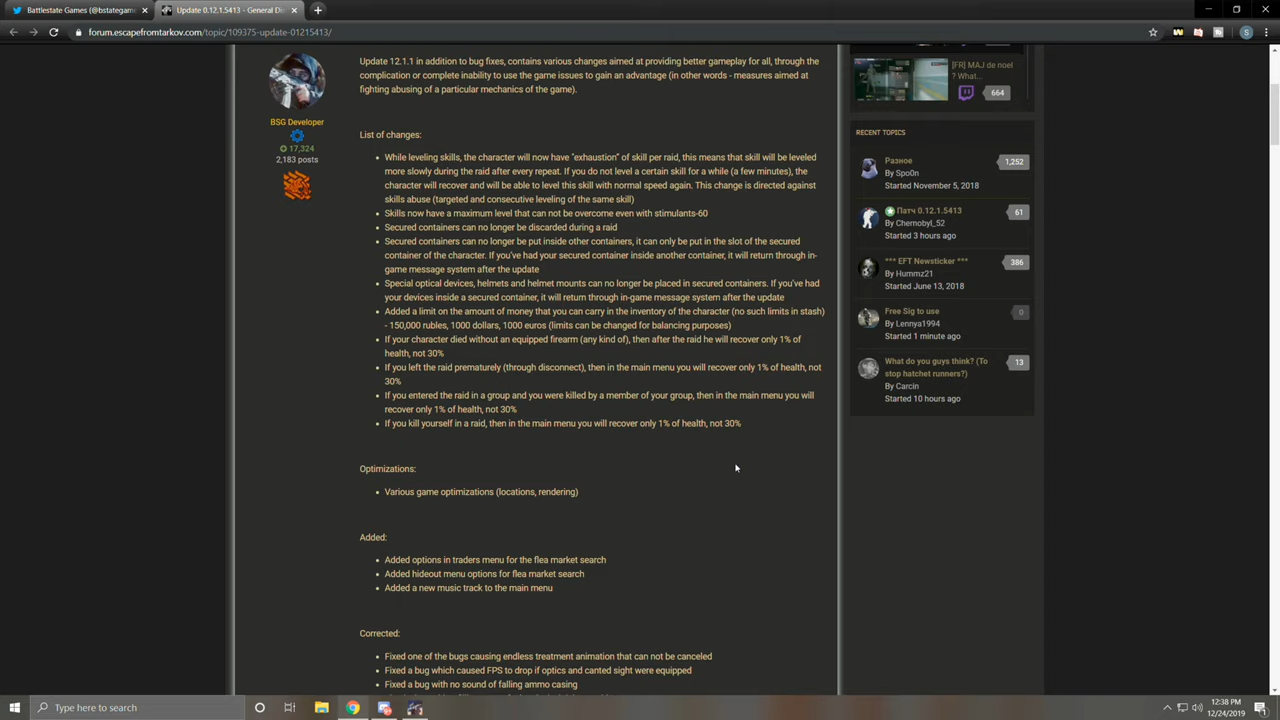 Battlestate Games (@bstategam
Update 0.12.1.5413 - General Di
forum.escapefromtarkov.com/topic/109375-update-01215413/
S
Update 12.1.1 in addition to bug fixes, contains various changes aimed at providing better gameplay for all, through the
complication or complete inability to use the game issues to gain an advantage (in other words - measures aimed at
fighting abusing of a particular mechanics of the game).
BSG Developer
17,324
2,183 posts
List of changes:
While leveling skills, the character will now have "exhaustion" of skill per raid, this means that skill will be leveled
more slowly during the raid after every repeat. If you do not level a certain skill for a while (a few minutes), the
character will recover and will be able to level this skill with normal speed again. This change is directed against
skills abuse (targeted and consecutive leveling of the same skill)
Skills now have a maximum level that can not be overcome even with stimulants-60
Secured containers can no longer be discarded during a raid
Secured containers can no longer be put inside other containers, it can only be put in the slot of the secured
container of the character. If you've had your secured container inside another container, it will return through in-
game message system after the update
Special optical devices, helmets and helmet mounts can no longer be placed in secured containers. If you've had
your devices inside a secured container, it will return through in-game message system after the update
Added a limit on the amount of money that you can carry in the inventory of the character (no such limits in stash)
- 150,000 rubles, 1000 dollars, 1000 euros (limits can be changed for balancing purposes)
If your character died without an equipped firearm (any kind of), then after the raid he will recover only 1% of
health, not 30%
If you left the raid prematurely (through disconnect), then in the main menu you will recover only 1% of health, not
30%
If you entered the raid in a group and you were killed by a member of your group, then in the main menu you will
recover only 1% of health, not 30%
If you kill yourself in a raid, then in the main menu you will recover only 1% of health, not 30%
Optimizations:
Various game optimizations (locations, rendering)
Added:
Added options in traders menu for the flea market search
Added hideout menu options for flea market search
Added a new music track to the main menu
Corrected:
Fixed one of the bugs causing endless treatment animation that can not be canceled
Fixed a bug which caused FPS to drop if optics and canted sight were equipped
Fixed a bug with no sound of falling ammo casing
[FR] MAJ de noel
? What...
664
RECENT TOPICS
Разное
By Spo0n
Started November 5, 2018
1,252
Патч 0.12.1.5413
By Chernobyl_52
Started 3 hours ago
61
*** EFT Newsticker ***
By Hummz21
Started June 13, 2018
386
Free Sig to use
By Lennya1994
Started 1 minute ago
0
What do you guys think? (To
stop hatchet runners?)
By Carcin
Started 10 hours ago
13
Type here to search
12:38 PM
12/24/2019